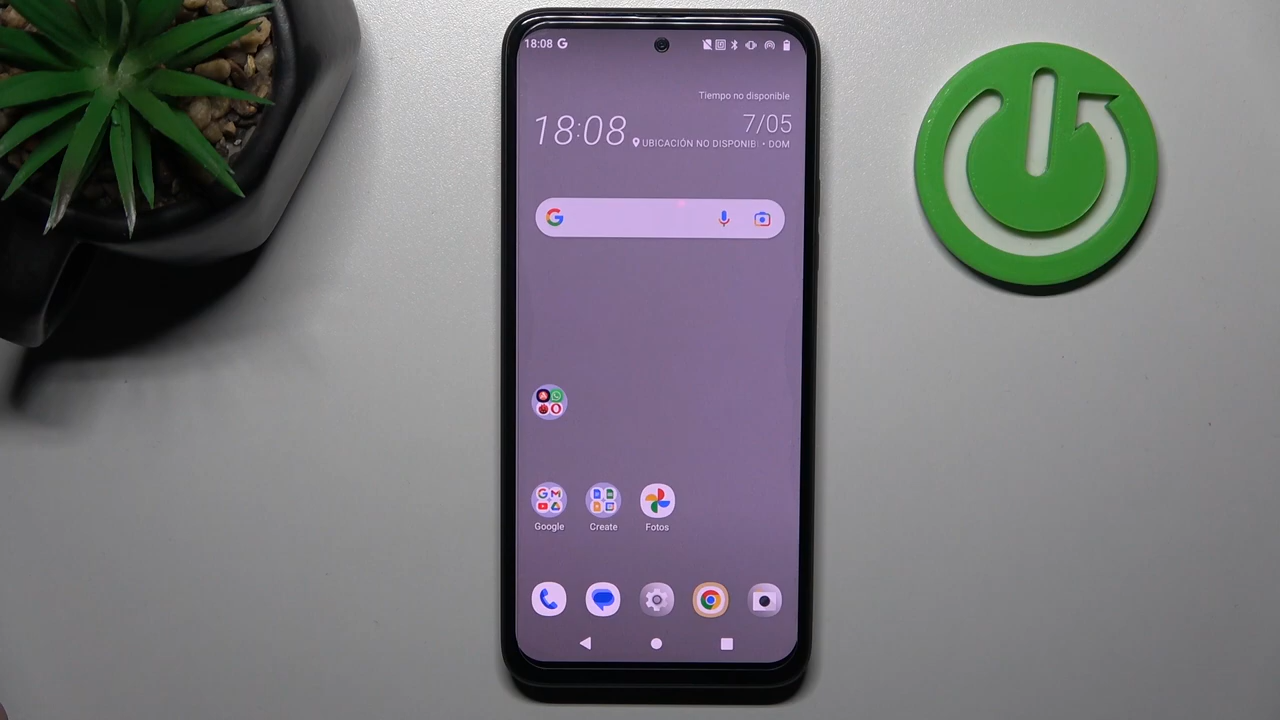 18:08
Tiempo no disponible
18:08
7/05
UBICACIÓN NO DISPONIB • DOM
Google
Create
Fotos